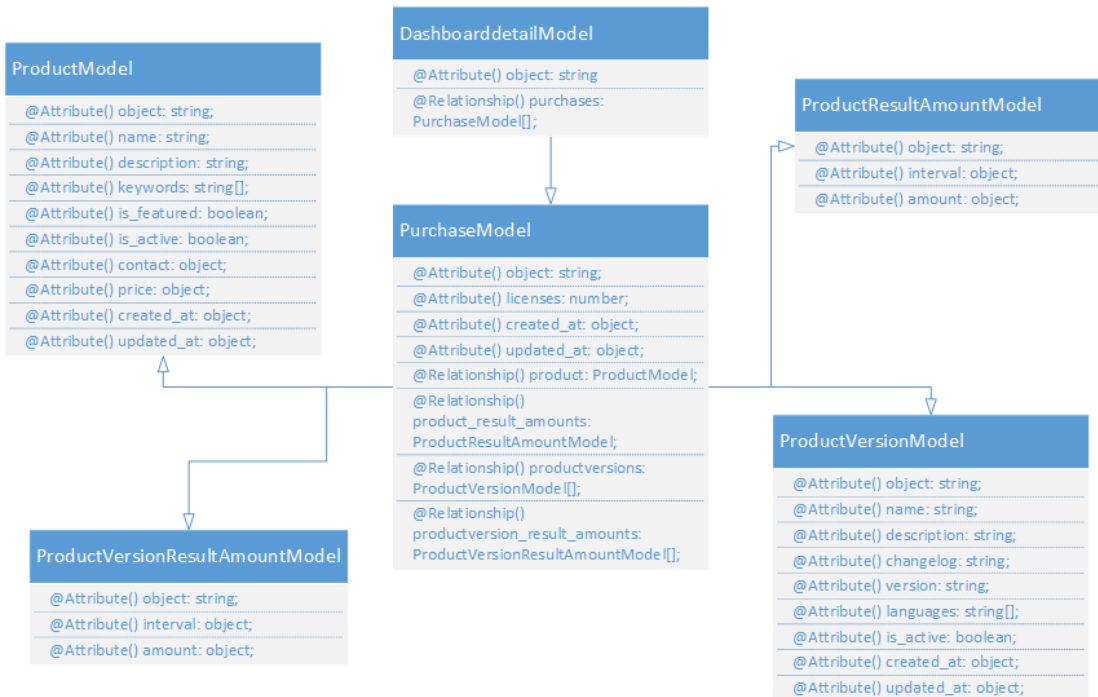 DashboarddetailModel
@Attribute() object: string
@Relationship() purchases:
PurchaseModel[];
ProductModel
@Attribute() object: string;
@Attribute() name: string;
@Attribute() description: string;
@Attribute() keywords: string[];
@Attribute() is_featured: boolean;
@Attribute() is_active: boolean;
@Attribute() contact: object;
@Attribute() price: object;
@Attribute() created_at: object;
@Attribute() updated_at: object;
ProductResultAmountModel
@Attribute() object: string;
@Attribute() interval: object;
@Attribute() amount: object;
PurchaseModel
@Attribute() object: string;
@Attribute() licenses: number;
@Attribute() created_at: object;
@Attribute() updated_at: object;
@Relationship() product: ProductModel;
@Relationship()
product_result_amounts:
ProductResultAmountModel;
@Relationship() productversions:
ProductVersionModel[];
@Relationship()
productversion_result_amounts:
ProductVersionResultAmountModel[];
ProductVersionModel
@Attribute() object: string;
@Attribute() name: string;
@Attribute() description: string;
@Attribute() changelog: string;
@Attribute() version: string;
@Attribute() languages: string[];
@Attribute() is_active: boolean;
@Attribute() created_at: object;
@Attribute() updated_at: object;
ProductVersionResultAmountModel
@Attribute() object: string;
@Attribute() interval: object;
@Attribute() amount: object;